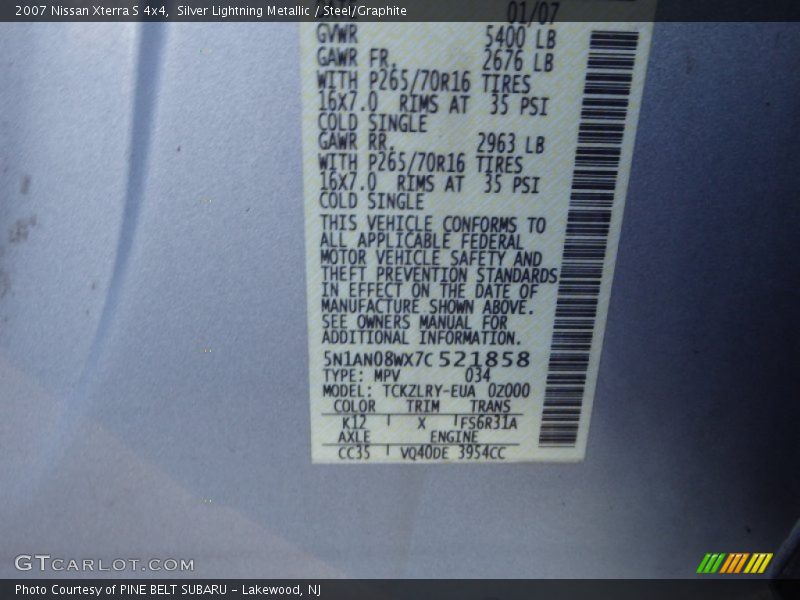 2007 Nissan Xterra S 4x4, Silver Lightning Metallic / Steel/Graphite
01/07
GVWR 5400 LB
GAWR FR. 2676 LB
WITH P265/70R16 TIRES
16X7.0 RIMS AT 35 PSI
COLD SINGLE
GAWR RR. 2963 LB
WITH P265/70R16 TIRES
16X7.0 RIMS AT 35 PSI
COLD SINGLE
THIS VEHICLE CONFORMS TO
ALL APPLICABLE FEDERAL
MOTOR VEHICLE SAFETY AND
THEFT PREVENTION STANDARDS
IN EFFECT ON THE DATE OF
MANUFACTURE SHOWN ABOVE.
SEE OWNERS MANUAL FOR
ADDITIONAL INFORMATION.
5N1AN08WX7C521858
TYPE: MPV 034
MODEL: TCKZLRY-EUA 0Z000
COLOR TRIM TRANS
K12 X FS6R31A
AXLE ENGINE
CC35 VQ40DE 3954CC
GTCARLOT.COM
Photo Courtesy of PINE BELT SUBARU - Lakewood, NJ